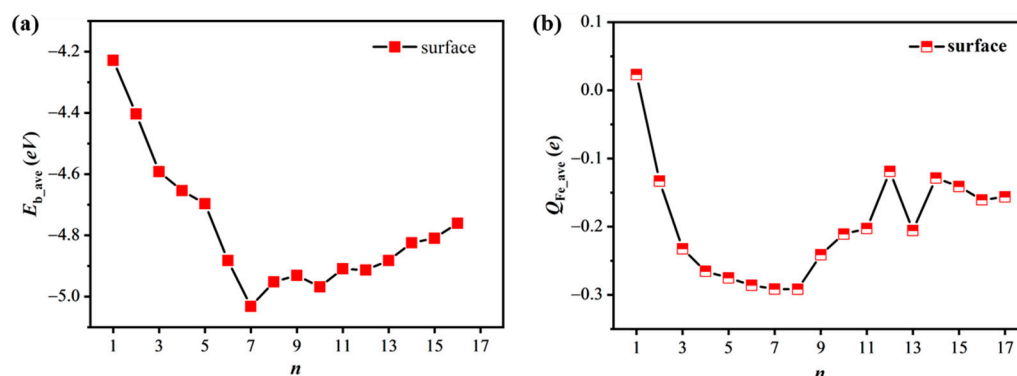 (a)
surface
−4.2
−4.4
−4.6
−4.8
−5.0
E_b_ave (eV)
1 3 5 7 9 11 13 15 17
n
(b)
surface
0.1
0.0
−0.1
−0.2
−0.3
Q_Fe_ave (e)
1 3 5 7 9 11 13 15 17
n